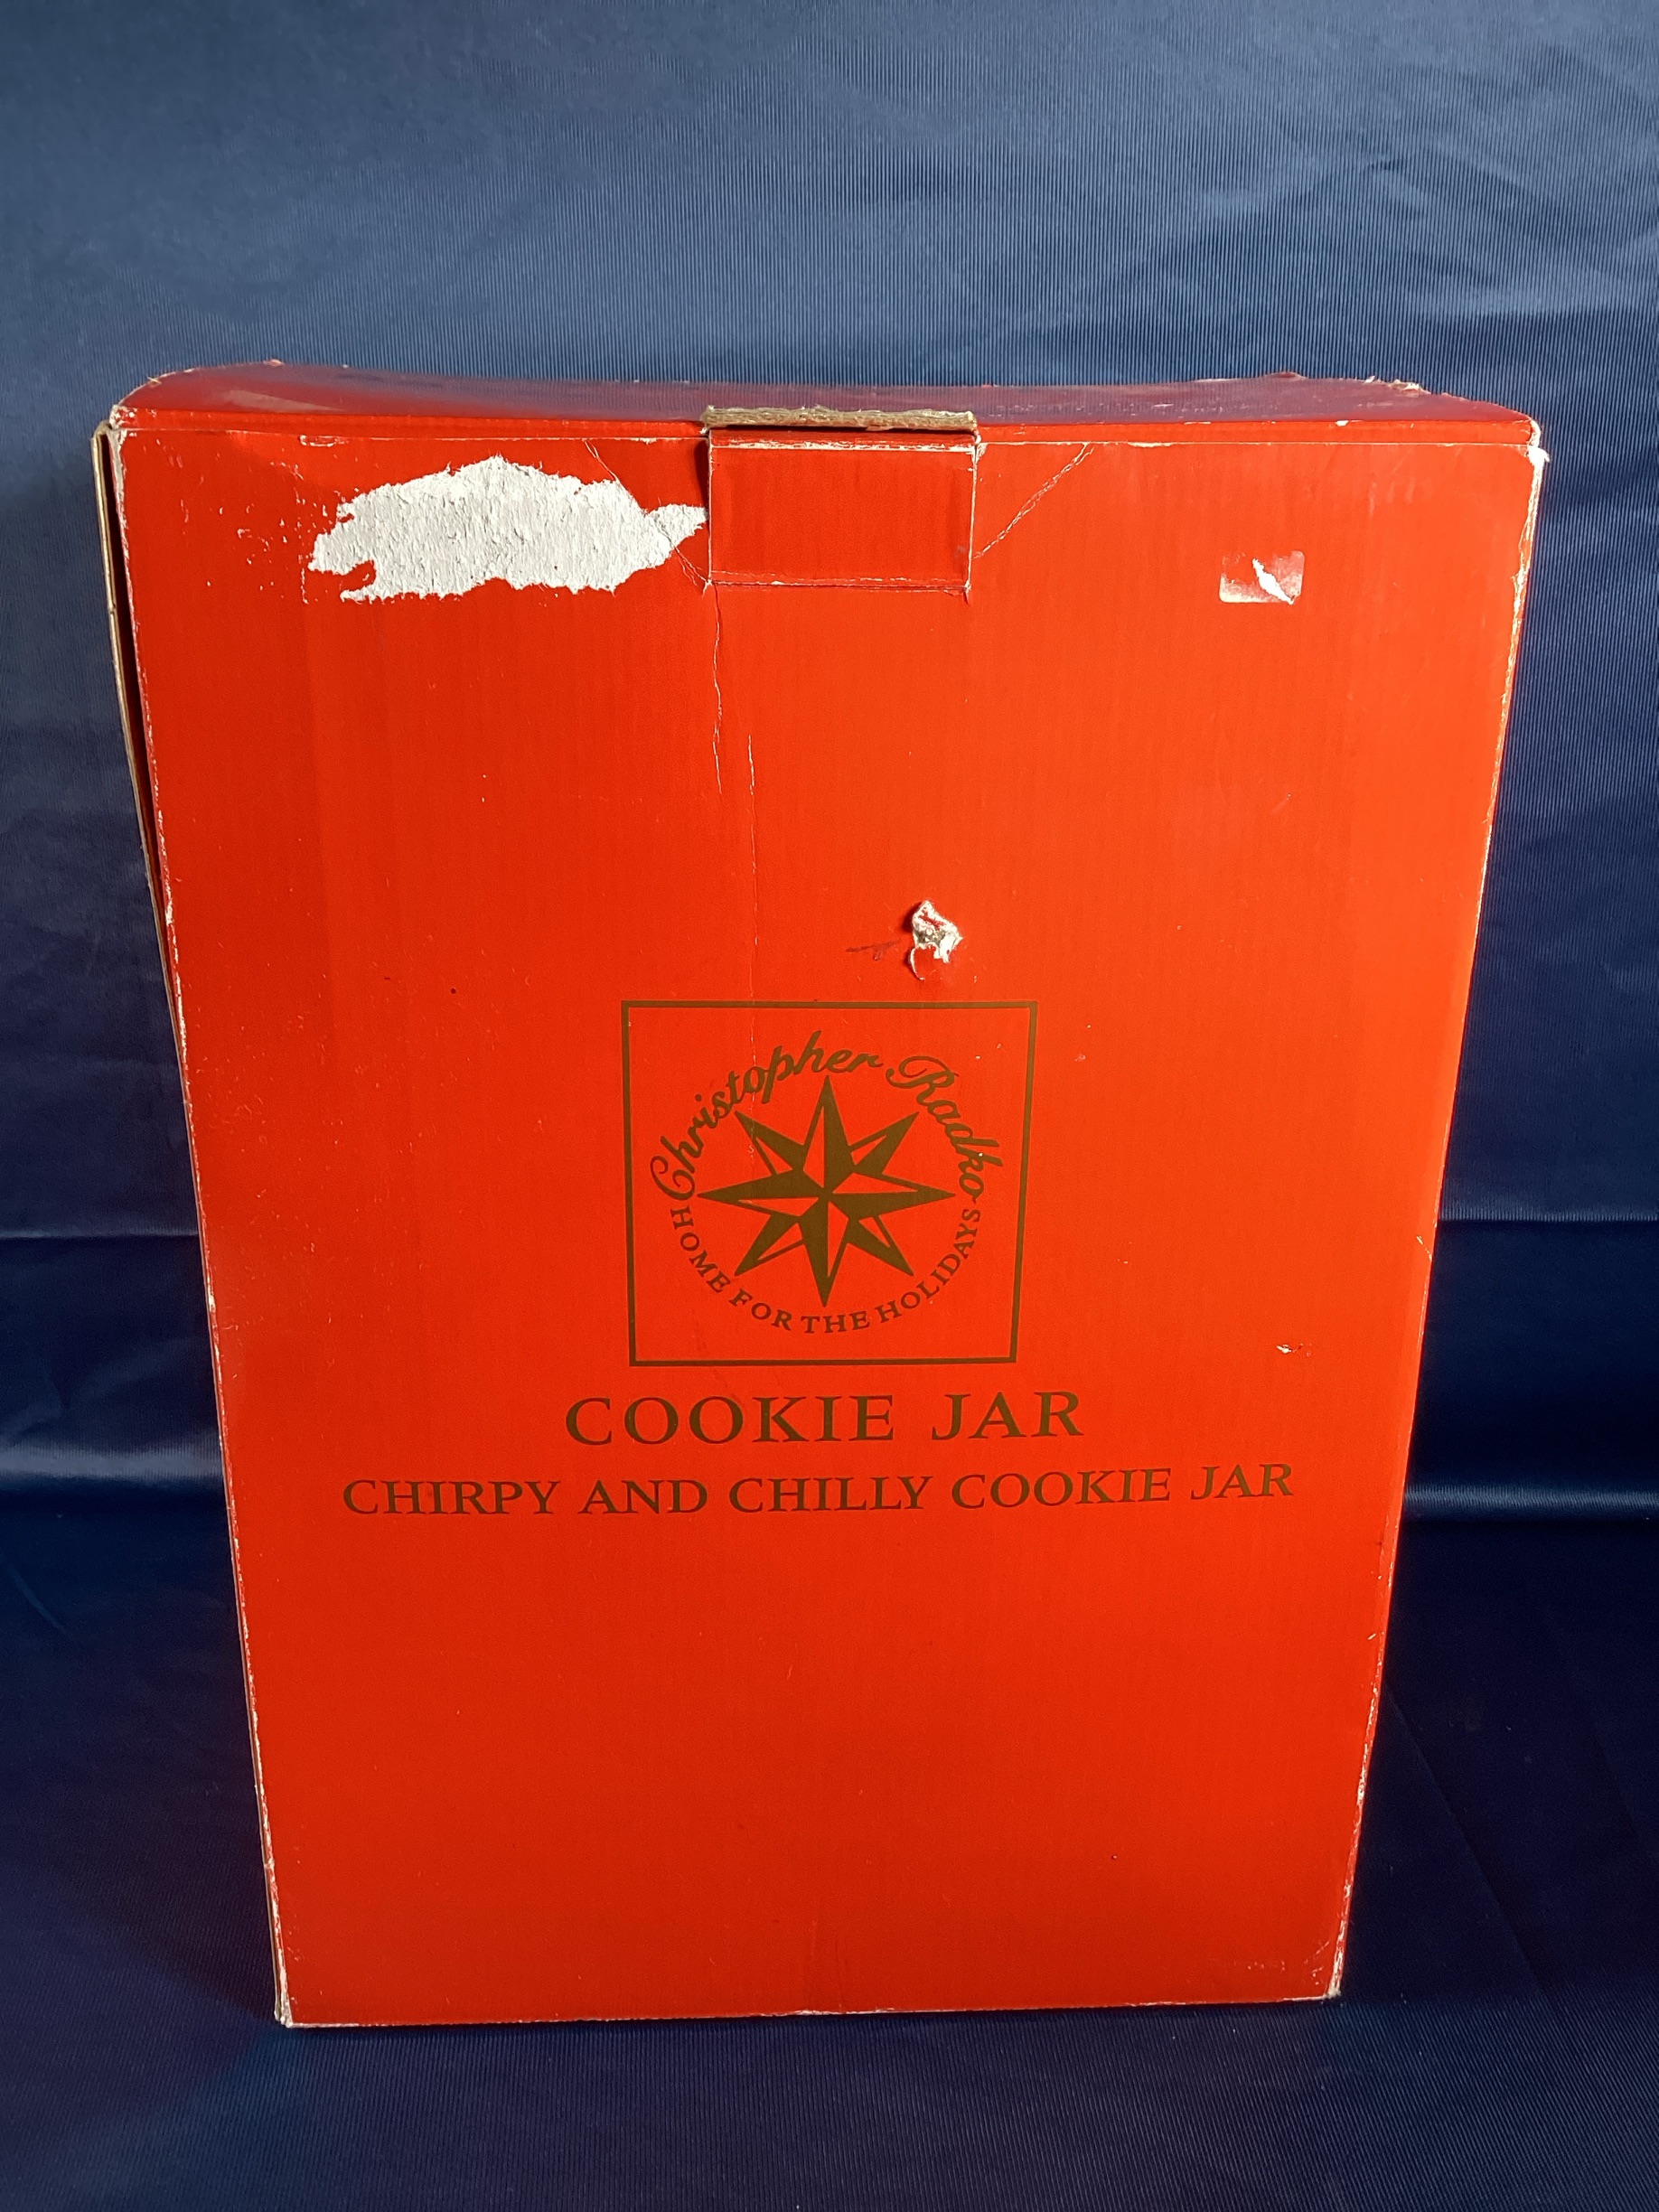 Christopher Radko
HOME FOR THE HOLIDAYS
COOKIE JAR
CHIRPY AND CHILLY COOKIE JAR